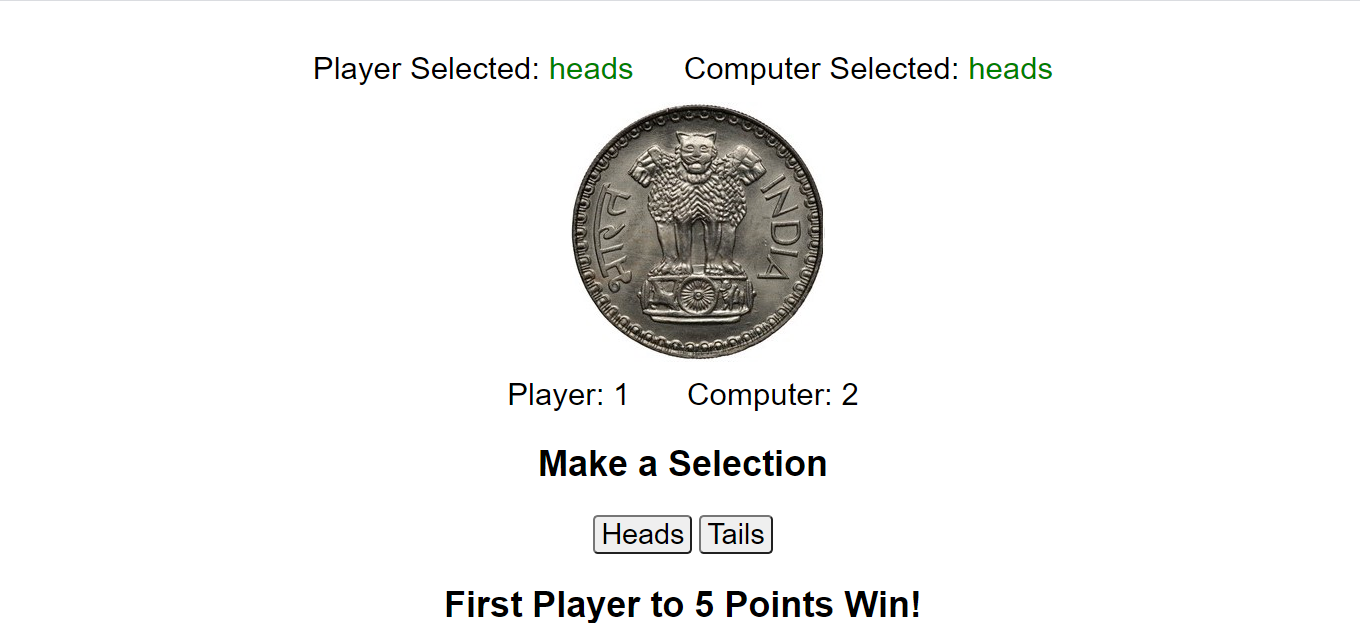 Player Selected: heads Computer Selected: heads
भारत
INDIA
Player: 1 Computer: 2
Make a Selection
Heads Tails
First Player to 5 Points Win!